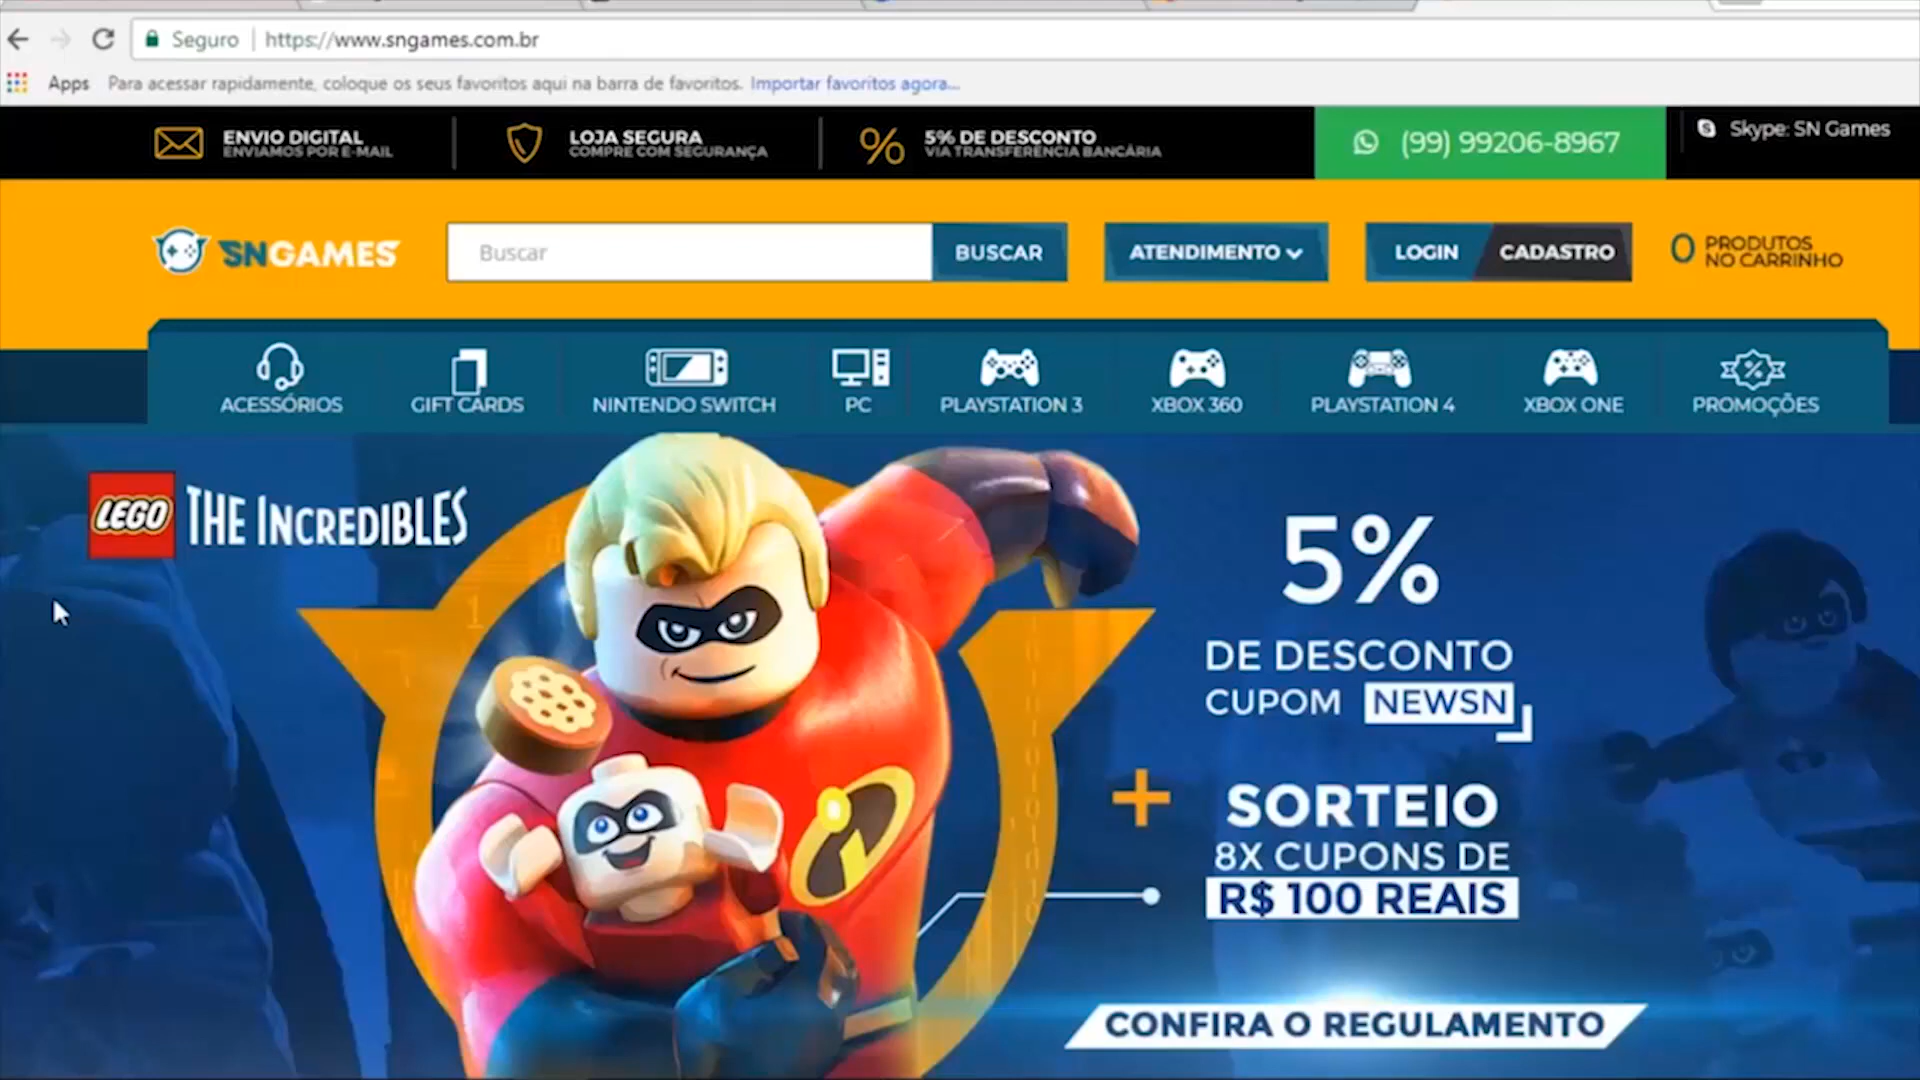 Seguro | https://www.sngames.com.br
Apps Para acessar rapidamente, coloque os seus favoritos aqui na barra de favoritos. Importar favoritos agora...
ENVIO DIGITAL
ENVIAMOS POR E-MAIL
LOJA SEGURA
COMPRE COM SEGURANÇA
% 5% DE DESCONTO
VIA TRANSFERÊNCIA BANCÁRIA
(99) 99206-8967
Skype: SN Games
SNGAMES
Buscar
BUSCAR
ATENDIMENTO
LOGIN
CADASTRO
0 PRODUTOS
NO CARRINHO
ACESSÓRIOS
GIFT CARDS
NINTENDO SWITCH
PC
PLAYSTATION 3
XBOX 360
PLAYSTATION 4
XBOX ONE
PROMOÇÕES
LEGO THE INCREDIBLES
5%
DE DESCONTO
CUPOM NEWSN
+ SORTEIO
8X CUPONS DE
R$ 100 REAIS
CONFIRA O REGULAMENTO